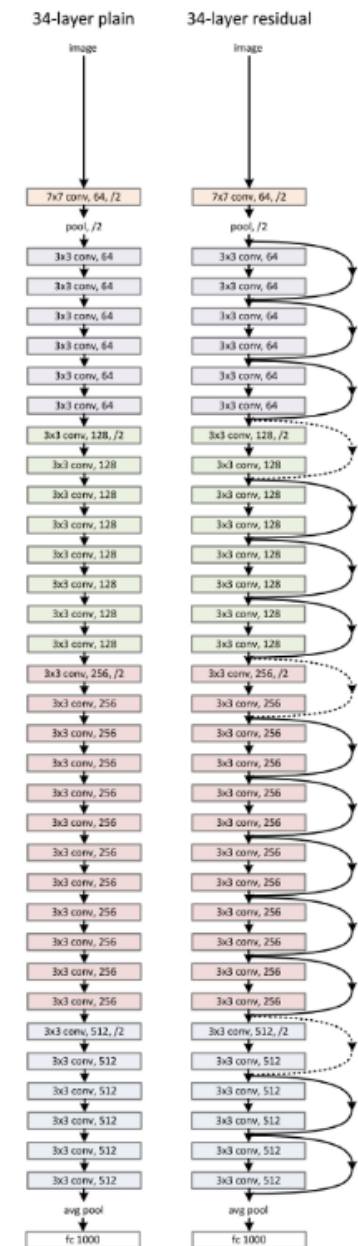 34-layer plain
image
7x7 conv, 64, /2
pool, /2
3x3 conv, 64
3x3 conv, 64
3x3 conv, 64
3x3 conv, 64
3x3 conv, 64
3x3 conv, 64
3x3 conv, 128, /2
3x3 conv, 128
3x3 conv, 128
3x3 conv, 128
3x3 conv, 128
3x3 conv, 128
3x3 conv, 128
3x3 conv, 128
3x3 conv, 256, /2
3x3 conv, 256
3x3 conv, 256
3x3 conv, 256
3x3 conv, 256
3x3 conv, 256
3x3 conv, 256
3x3 conv, 256
3x3 conv, 256
3x3 conv, 256
3x3 conv, 256
3x3 conv, 256
3x3 conv, 512, /2
3x3 conv, 512
3x3 conv, 512
3x3 conv, 512
3x3 conv, 512
3x3 conv, 512
avg pool
fc 1000
34-layer residual
image
7x7 conv, 64, /2
pool, /2
3x3 conv, 64
3x3 conv, 64
3x3 conv, 64
3x3 conv, 64
3x3 conv, 64
3x3 conv, 64
3x3 conv, 128, /2
3x3 conv, 128
3x3 conv, 128
3x3 conv, 128
3x3 conv, 128
3x3 conv, 128
3x3 conv, 128
3x3 conv, 128
3x3 conv, 256, /2
3x3 conv, 256
3x3 conv, 256
3x3 conv, 256
3x3 conv, 256
3x3 conv, 256
3x3 conv, 256
3x3 conv, 256
3x3 conv, 256
3x3 conv, 256
3x3 conv, 256
3x3 conv, 256
3x3 conv, 512, /2
3x3 conv, 512
3x3 conv, 512
3x3 conv, 512
3x3 conv, 512
3x3 conv, 512
avg pool
fc 1000